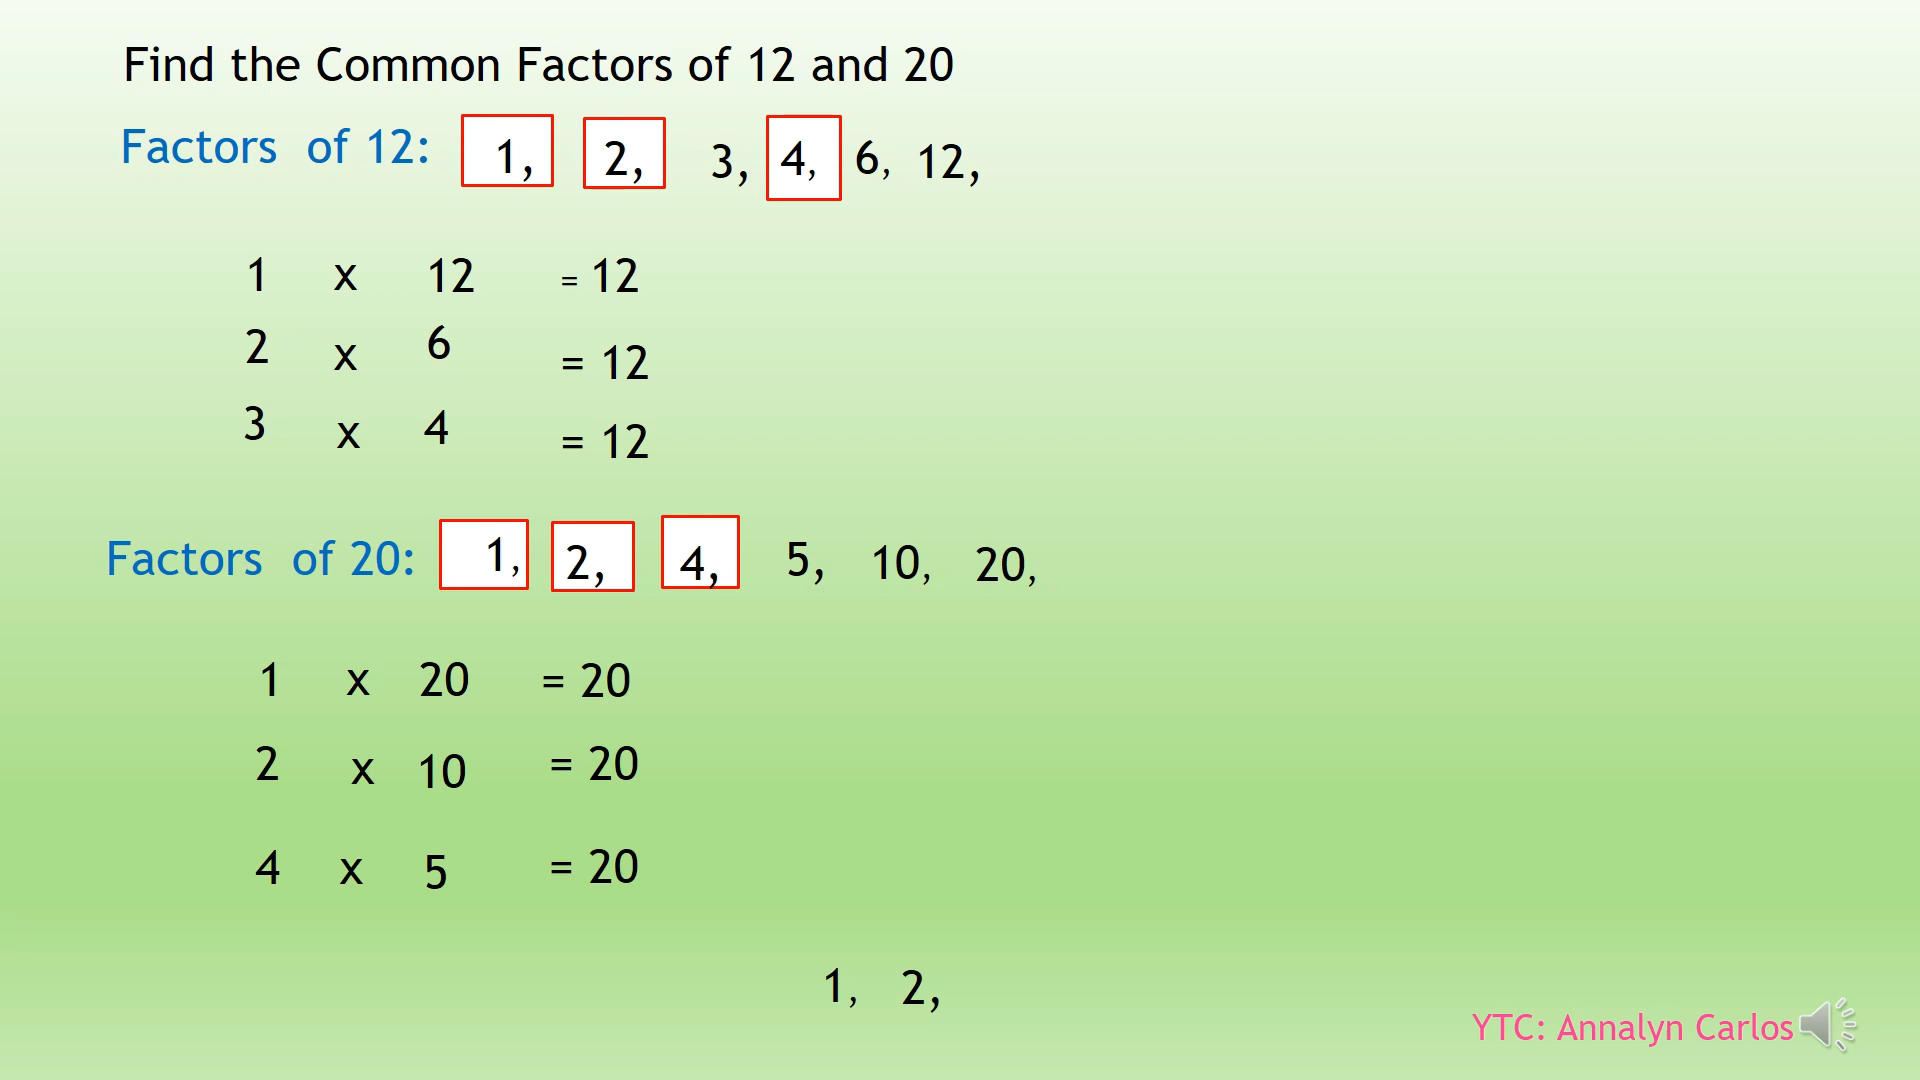 Find the Common Factors of 12 and 20
Factors of 12: 1, 2, 3, 4, 6, 12,
1 x 12 = 12
2 x 6 = 12
3 x 4 = 12
Factors of 20: 1, 2, 4, 5, 10, 20,
1 x 20 = 20
2 x 10 = 20
4 x 5 = 20
1, 2,
YTC: Annalyn Carlos